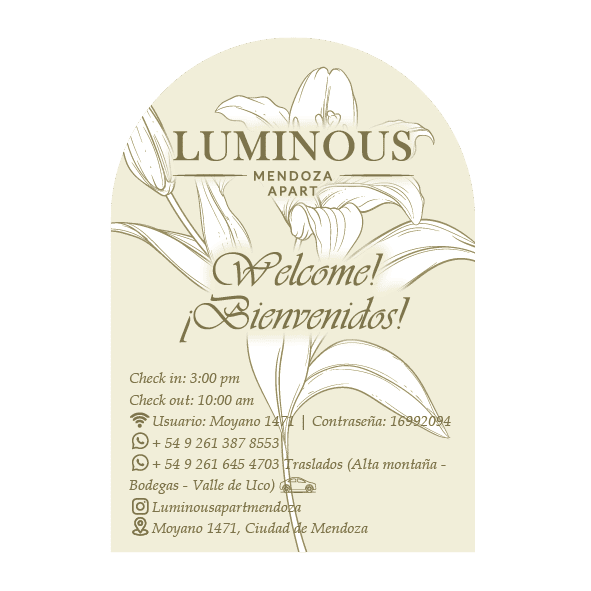 LUMINOUS
MENDOZA
APART
Welcome!
¡Bienvenidos!
Check in: 3:00 pm
Check out: 10:00 am
Usuario: Moyano 1471 | Contraseña: 16992094
+ 54 9 261 387 8553
+ 54 9 261 645 4703 Traslados (Alta montaña -
Bodegas - Valle de Uco)
Luminousapartmendoza
Moyano 1471, Ciudad de Mendoza